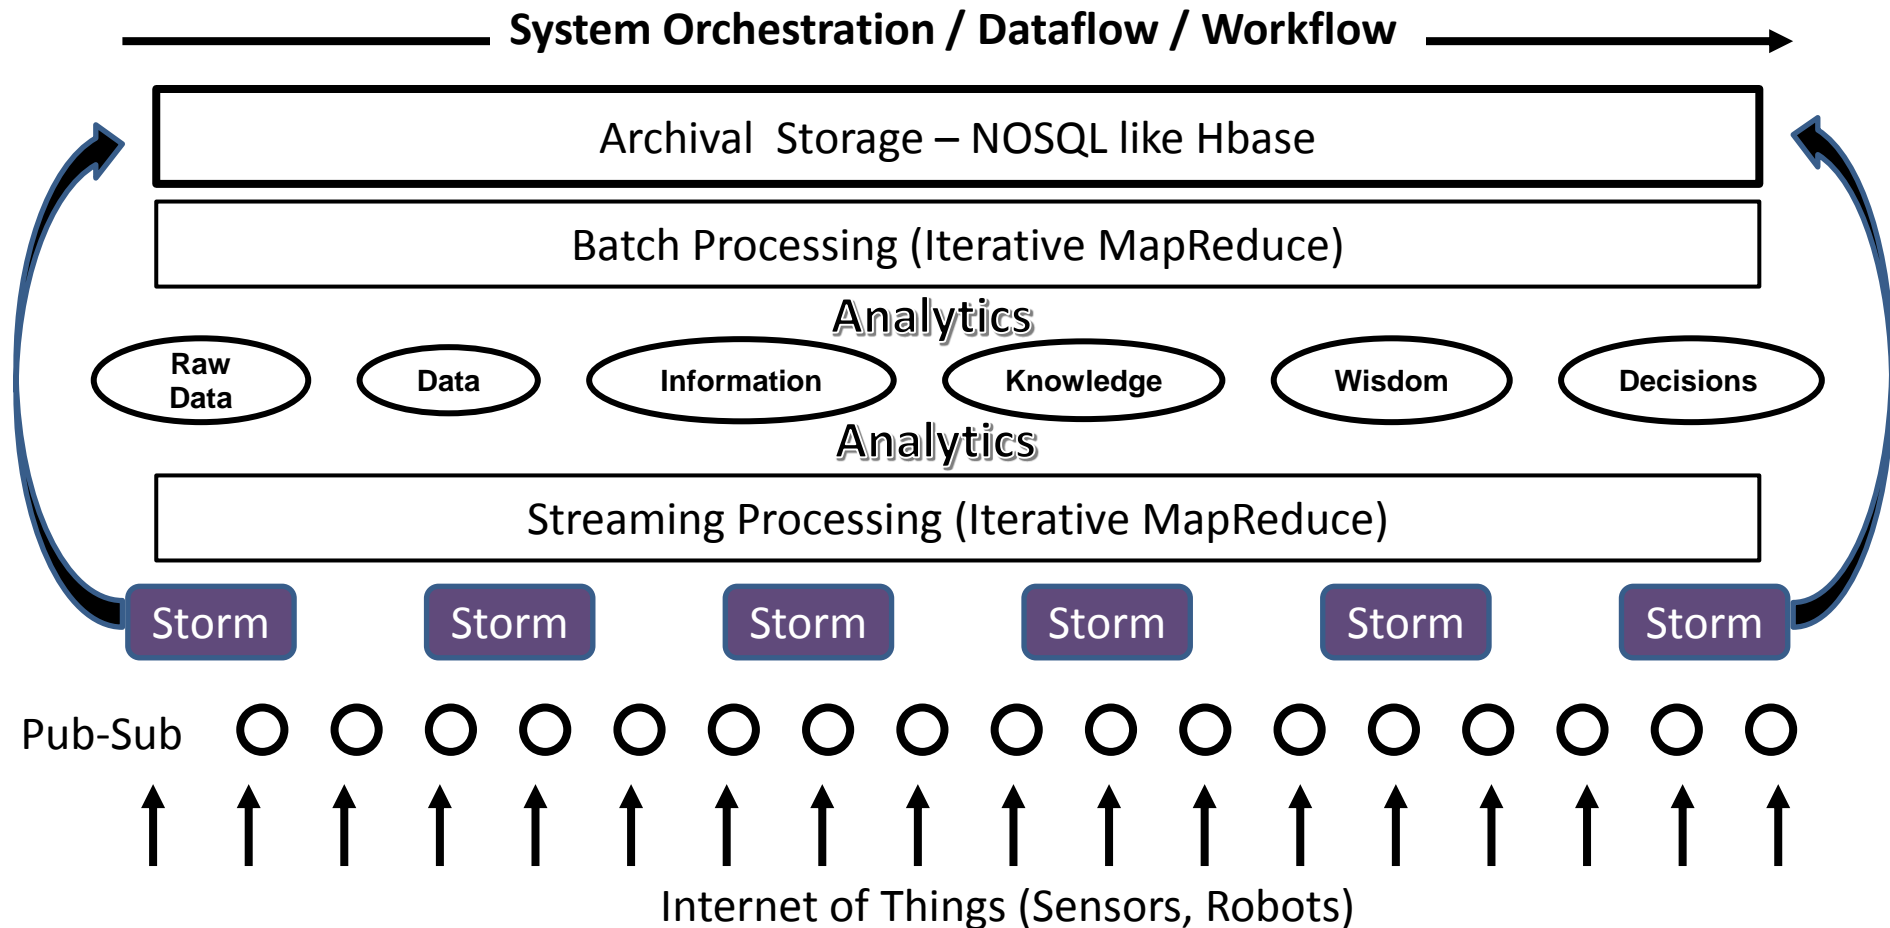 System Orchestration / Dataflow / Workflow
Archival  Storage – NOSQL like Hbase
Batch Processing (Iterative MapReduce)
Analytics
Raw
Data
Data
Information
Knowledge
Wisdom
Decisions
Analytics
Streaming Processing (Iterative MapReduce)
Storm
Storm
Storm
Storm
Storm
Storm
Pub-Sub
Internet of Things (Sensors, Robots)